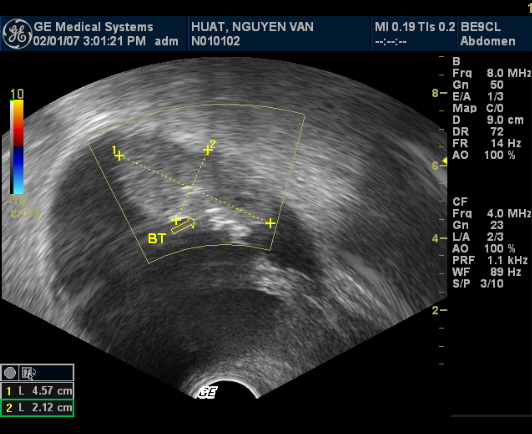 1
GE Medical Systems
02/01/07 3:01:21 PM adm
HUAT, NGUYEN VAN
N010102
MI 0.19 TIs 0.2
--:--:--
BE9CL
Abdomen
B
Frq 8.0 MHz
Gn 50
E/A 1/3
Map C/0
D 9.0 cm
DR 72
FR 14 Hz
AO 100 %
CF
Frq 4.0 MHz
Gn 23
L/A 2/3
AO 100 %
PRF 1.1 kHz
WF 89 Hz
S/P 3/10
10
-10
cm/s
8
6
4
2
1
2
BT
1 L 4.57 cm
2 L 2.12 cm
GE